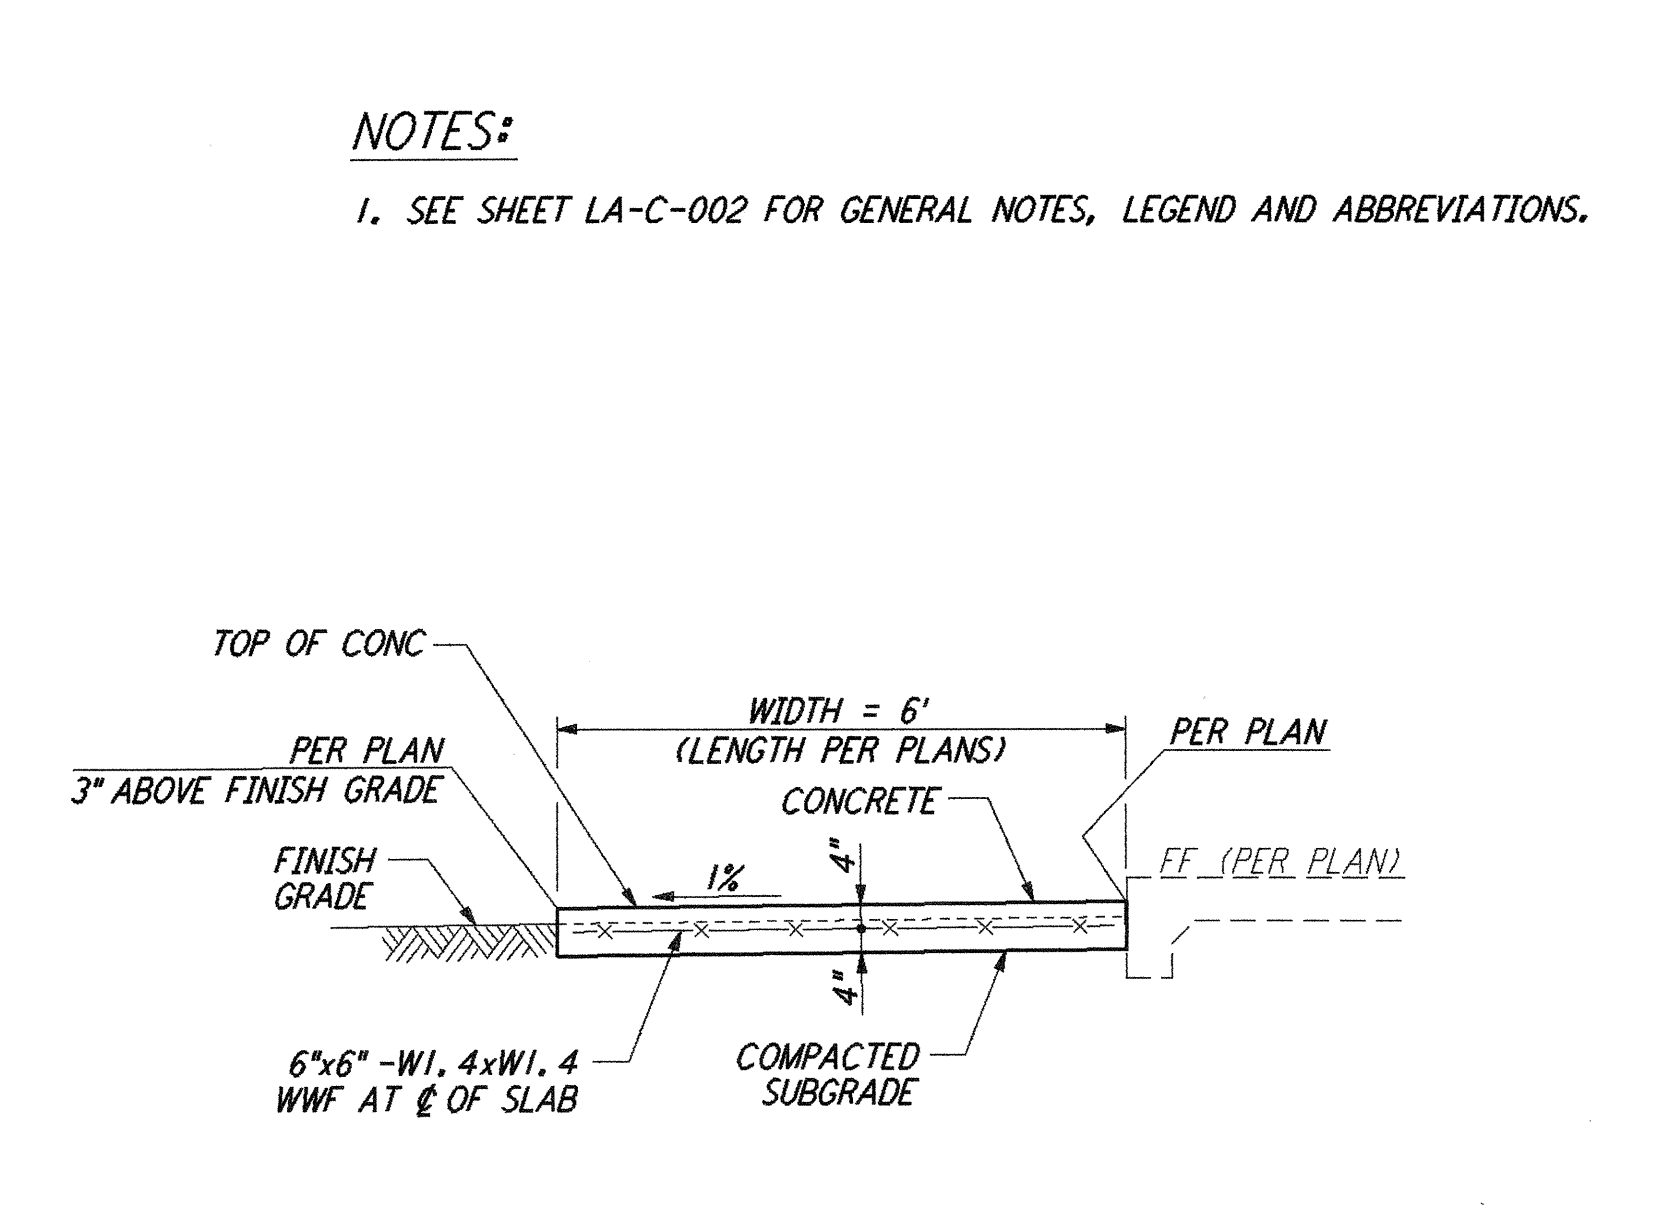 NOTES:
1. SEE SHEET LA-C-002 FOR GENERAL NOTES, LEGEND AND ABBREVIATIONS.
TOP OF CONC
WIDTH = 6'
(LENGTH PER PLANS)
PER PLAN
PER PLAN
3" ABOVE FINISH GRADE
CONCRETE
FINISH
GRADE
1%
4"
FF (PER PLAN)
4"
6"x6" -W1.4xW1.4
WWF AT ℄ OF SLAB
COMPACTED
SUBGRADE